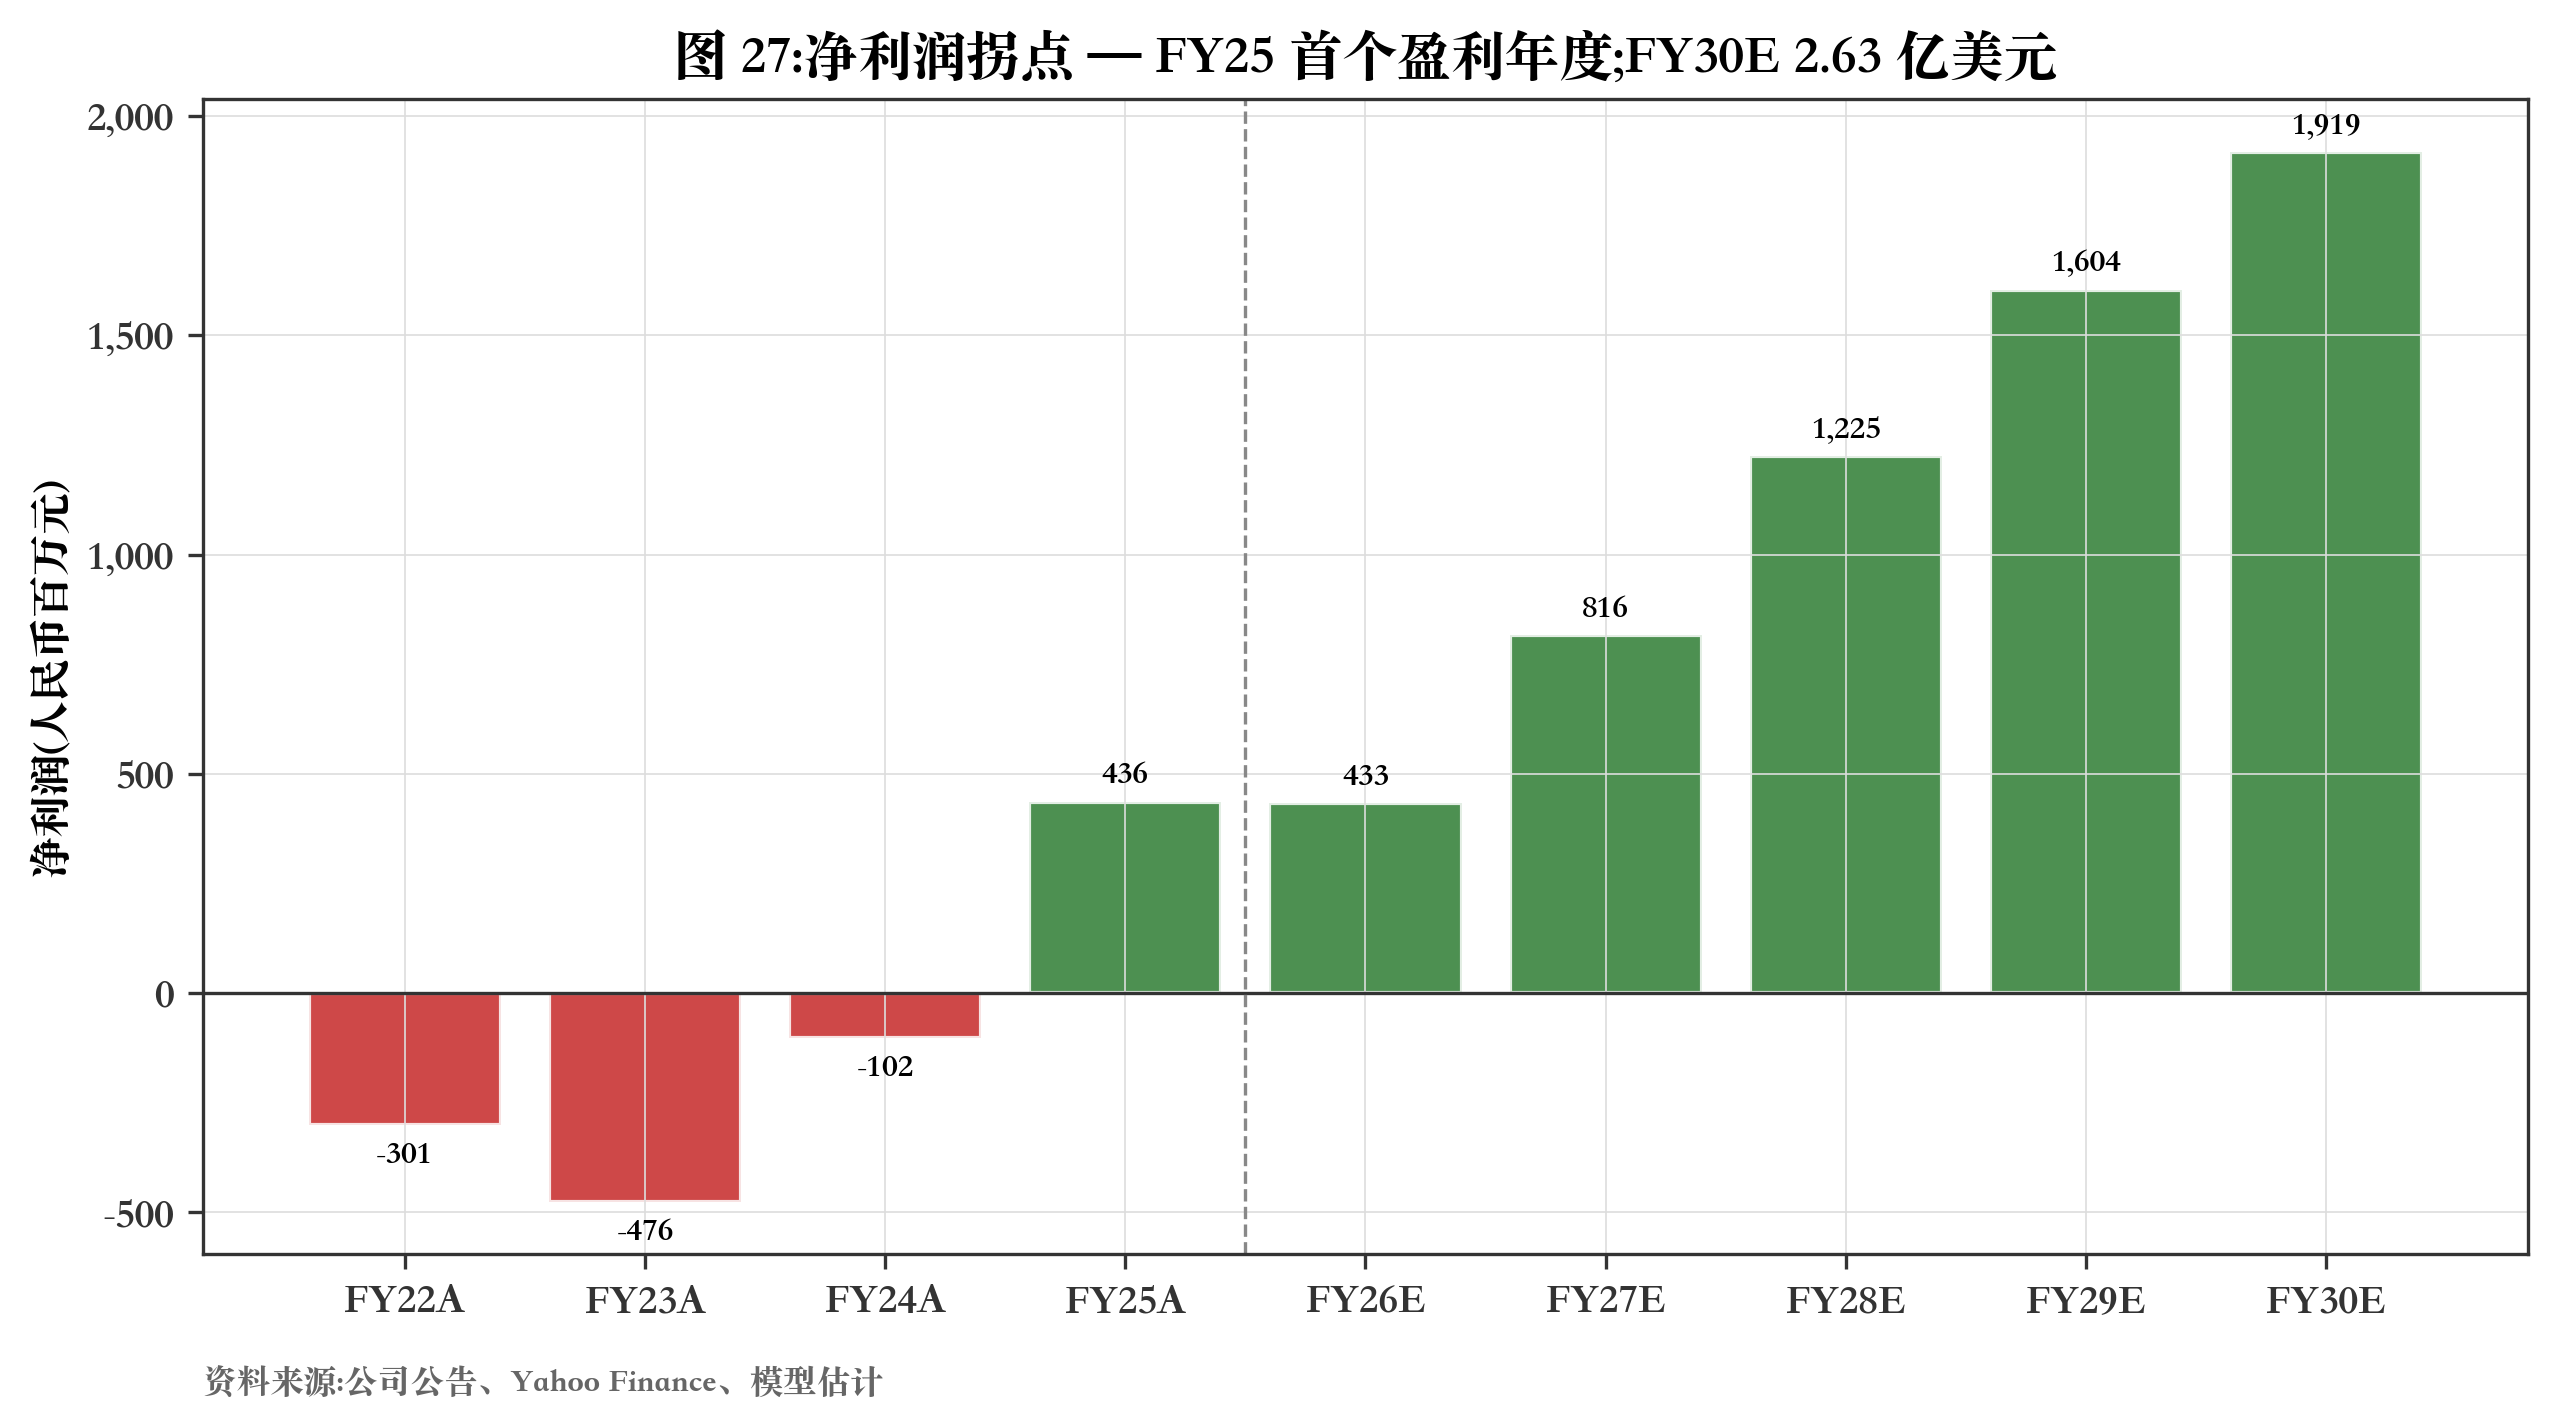 图 27:净利润拐点 — FY25 首个盈利年度;FY30E 2.63 亿美元
净利润(人民币百万元)
2,000
1,500
1,000
500
0
-500
-301
-476
-102
436
433
816
1,225
1,604
1,919
FY22A
FY23A
FY24A
FY25A
FY26E
FY27E
FY28E
FY29E
FY30E
资料来源:公司公告、Yahoo Finance、模型估计